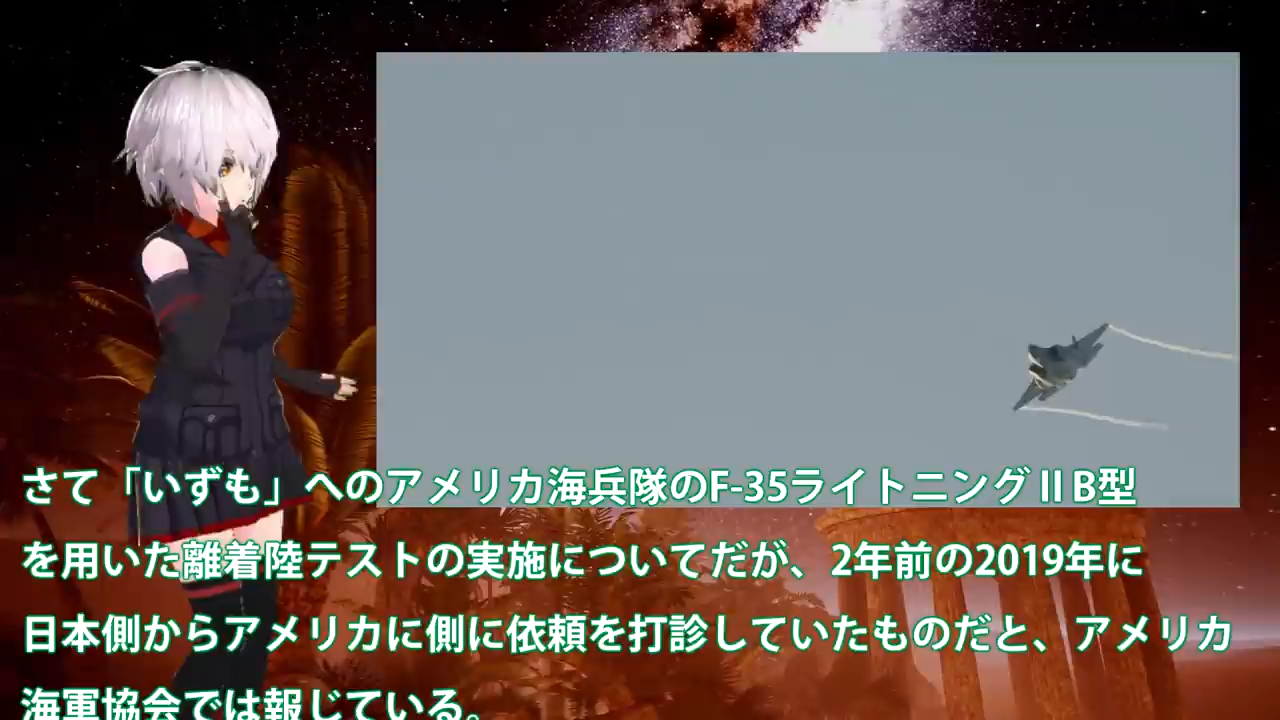 さて「いずも」へのアメリカ海兵隊のF-35ライトニングⅡB型
を用いた離着陸テストの実施についてだが、2年前の2019年に
日本側からアメリカに側に依頼を打診していたものだと、アメリカ
海軍協会では報じている。